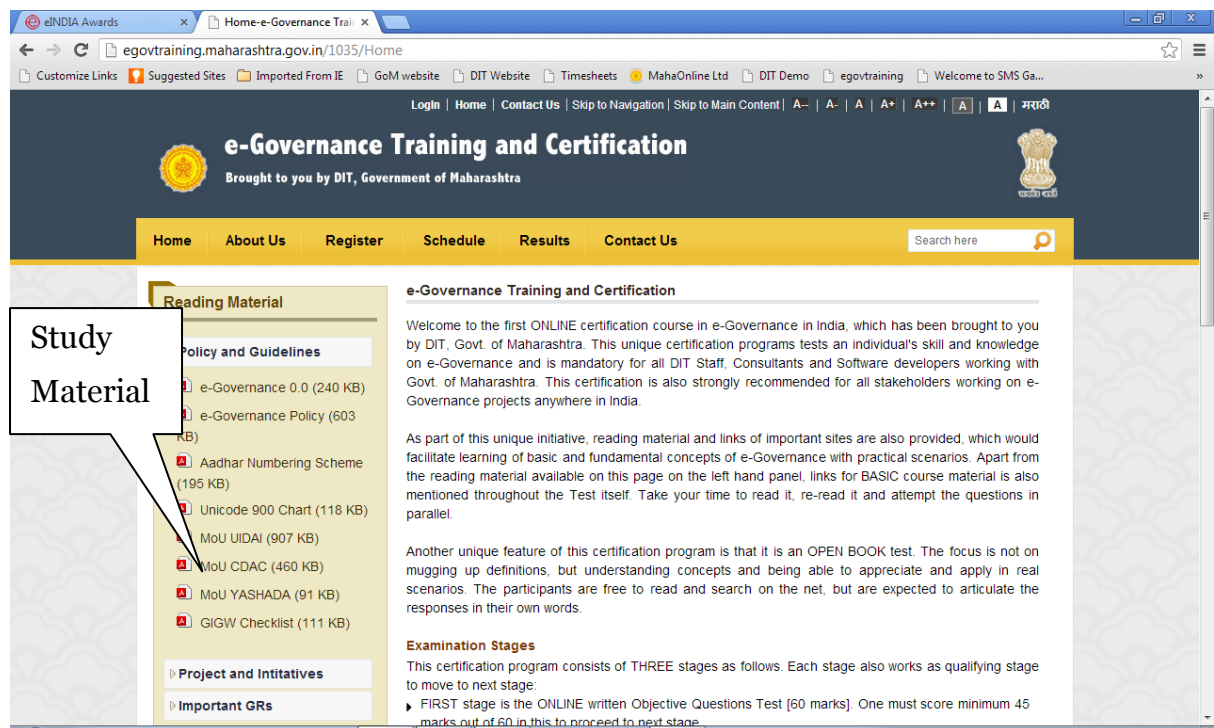 eINDIA Awards
Home-e-Governance Trai
egovtraining.maharashtra.gov.in/1035/Home
Customize Links Suggested Sites Imported From IE GoM website DIT Website Timesheets MahaOnline Ltd DIT Demo egovtraining Welcome to SMS Ga... »
Login | Home | Contact Us | Skip to Navigation | Skip to Main Content | A-- | A- | A | A+ | A++ | A | A | मराठी
e-Governance Training and Certification
Brought to you by DIT, Government of Maharashtra
Home About Us Register Schedule Results Contact Us Search here
Study
Material
Reading Material
Policy and Guidelines
e-Governance 0.0 (240 KB)
e-Governance Policy (603
KB)
Aadhar Numbering Scheme
(195 KB)
Unicode 900 Chart (118 KB)
MoU UIDAI (907 KB)
MoU CDAC (460 KB)
MoU YASHADA (91 KB)
GIGW Checklist (111 KB)
Project and Intitatives
Important GRs
e-Governance Training and Certification
Welcome to the first ONLINE certification course in e-Governance in India, which has been brought to you
by DIT, Govt. of Maharashtra. This unique certification programs tests an individual's skill and knowledge
on e-Governance and is mandatory for all DIT Staff, Consultants and Software developers working with
Govt. of Maharashtra. This certification is also strongly recommended for all stakeholders working on e-
Governance projects anywhere in India.
As part of this unique initiative, reading material and links of important sites are also provided, which would
facilitate learning of basic and fundamental concepts of e-Governance with practical scenarios. Apart from
the reading material available on this page on the left hand panel, links for BASIC course material is also
mentioned throughout the Test itself. Take your time to read it, re-read it and attempt the questions in
parallel.
Another unique feature of this certification program is that it is an OPEN BOOK test. The focus is not on
mugging up definitions, but understanding concepts and being able to appreciate and apply in real
scenarios. The participants are free to read and search on the net, but are expected to articulate the
responses in their own words.
Examination Stages
This certification program consists of THREE stages as follows. Each stage also works as qualifying stage
to move to next stage:
FIRST stage is the ONLINE written Objective Questions Test [60 marks]. One must score minimum 45
marks out of 60 in this to proceed to next stage.